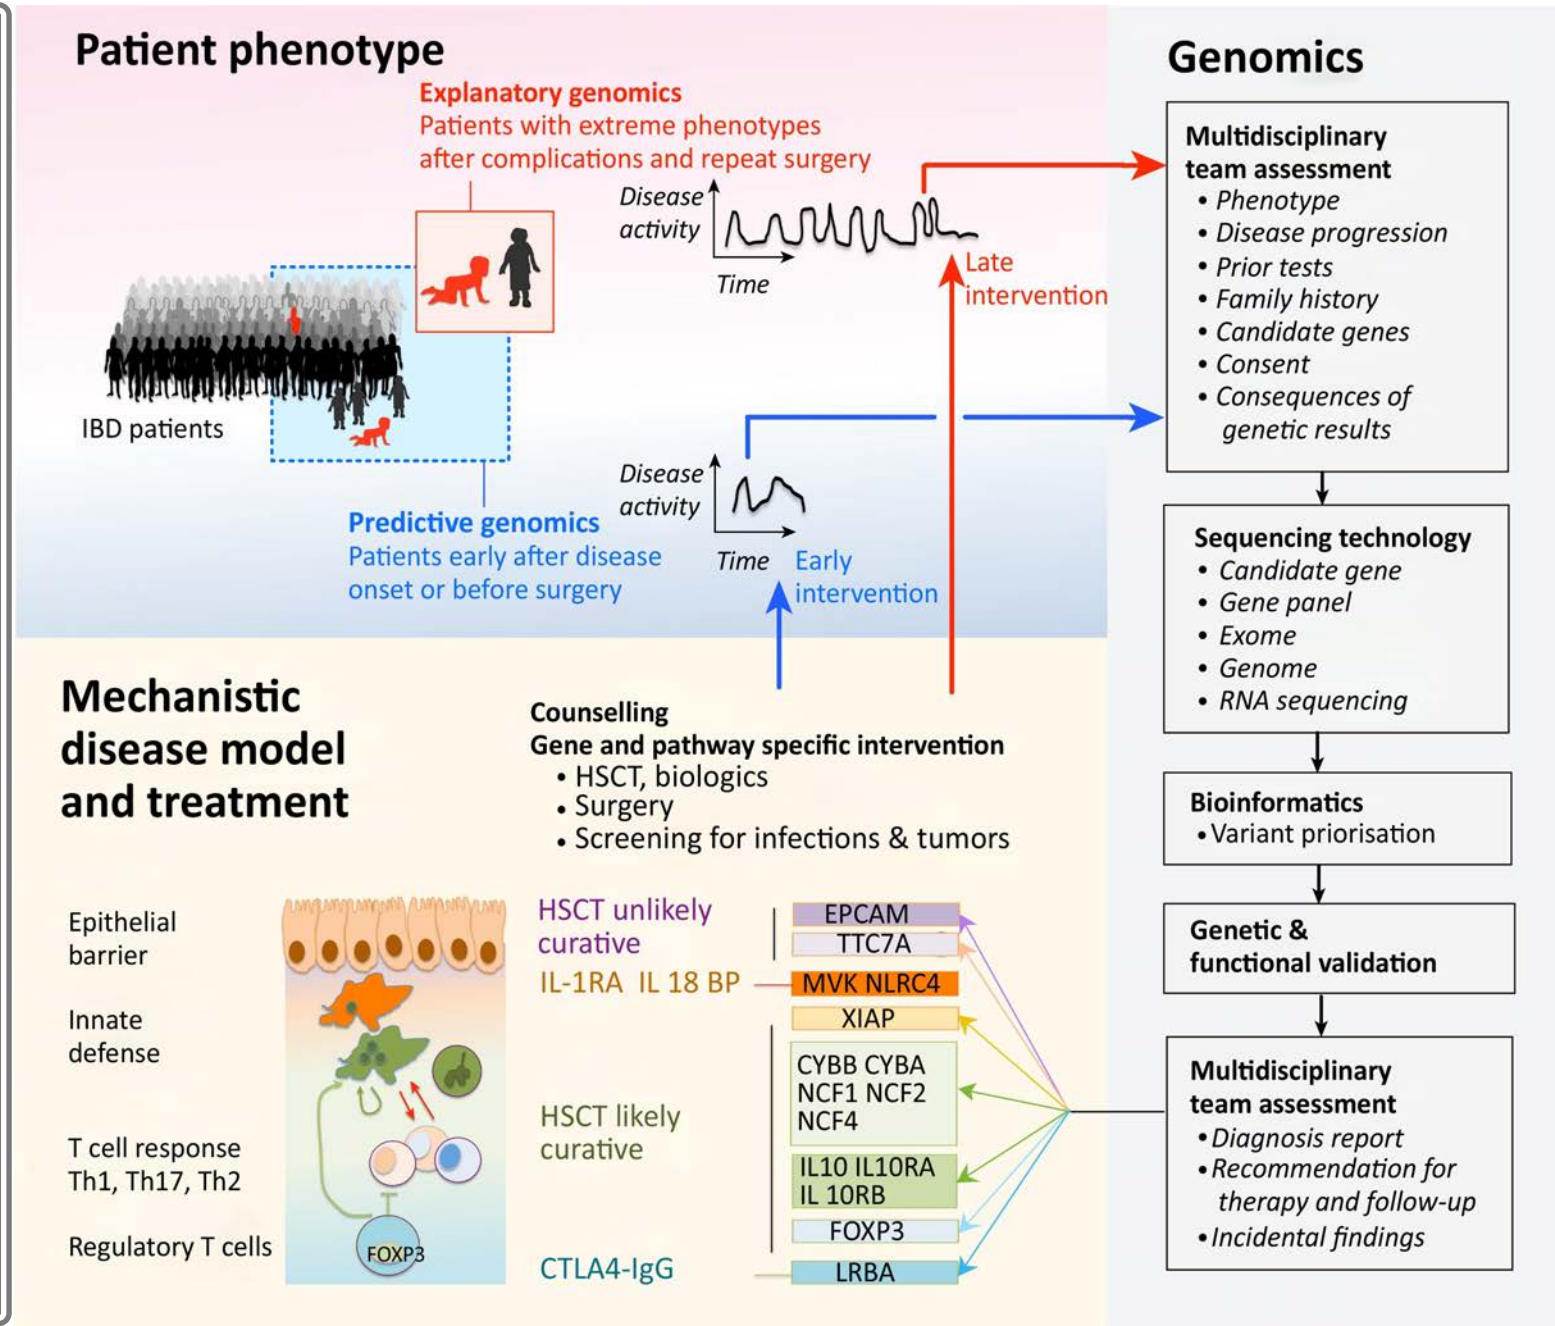 Patient phenotype
Explanatory genomics
Patients with extreme phenotypes
after complications and repeat surgery
Disease
activity
Time
Late
intervention
IBD patients
Predictive genomics
Patients early after disease
onset or before surgery
Disease
activity
Time
Early
intervention
Genomics
Multidisciplinary
team assessment
• Phenotype
• Disease progression
• Prior tests
• Family history
• Candidate genes
• Consent
• Consequences of
genetic results
Sequencing technology
• Candidate gene
• Gene panel
• Exome
• Genome
• RNA sequencing
Bioinformatics
• Variant priorisation
Genetic &
functional validation
Multidisciplinary
team assessment
• Diagnosis report
• Recommendation for
therapy and follow-up
• Incidental findings
Mechanistic
disease model
and treatment
Counselling
Gene and pathway specific intervention
• HSCT, biologics
• Surgery
• Screening for infections & tumors
Epithelial
barrier
Innate
defense
T cell response
Th1, Th17, Th2
Regulatory T cells
FOXP3
HSCT unlikely
curative
IL-1RA IL 18 BP
HSCT likely
curative
CTLA4-IgG
EPCAM
TTC7A
MVK NLRC4
XIAP
CYBB CYBA
NCF1 NCF2
NCF4
IL10 IL10RA
IL 10RB
FOXP3
LRBA